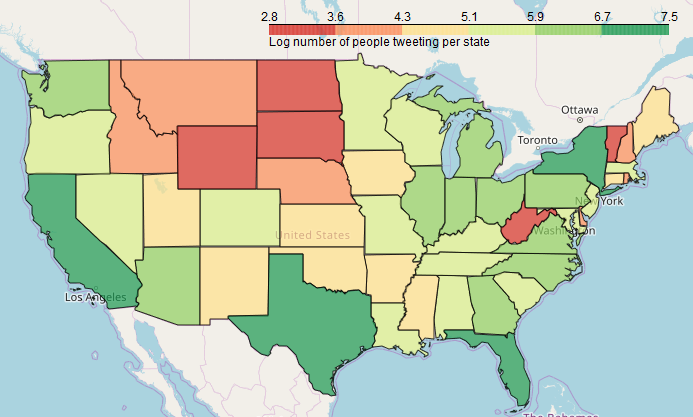 2.8 3.6 4.3 5.1 5.9 6.7 7.5
Log number of people tweeting per state
Ottawa
Toronto
New York
United States
Washington
Los Angeles
The Bahamas